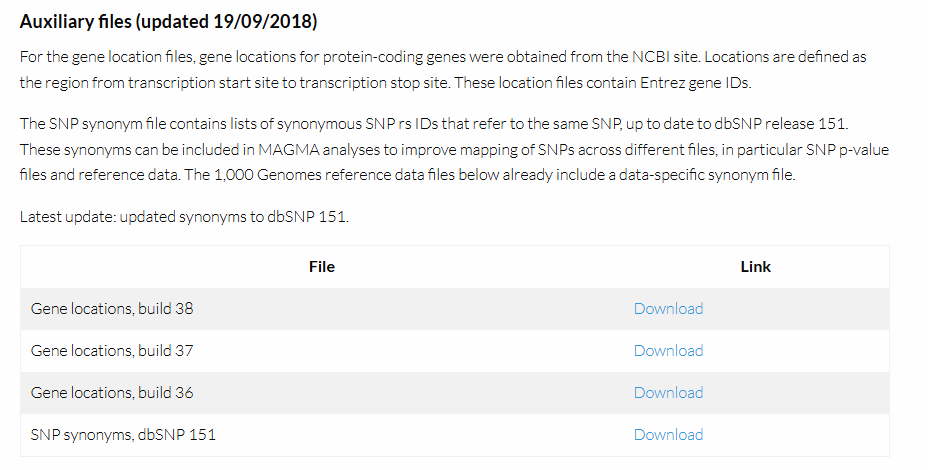 Auxiliary files (updated 19/09/2018)
For the gene location files, gene locations for protein-coding genes were obtained from the NCBI site. Locations are defined as
the region from transcription start site to transcription stop site. These location files contain Entrez gene IDs.
The SNP synonym file contains lists of synonymous SNP rs IDs that refer to the same SNP, up to date to dbSNP release 151.
These synonyms can be included in MAGMA analyses to improve mapping of SNPs across different files, in particular SNP p-value
files and reference data. The 1,000 Genomes reference data files below already include a data-specific synonym file.
Latest update: updated synonyms to dbSNP 151.
File Link
Gene locations, build 38 Download
Gene locations, build 37 Download
Gene locations, build 36 Download
SNP synonyms, dbSNP 151 Download